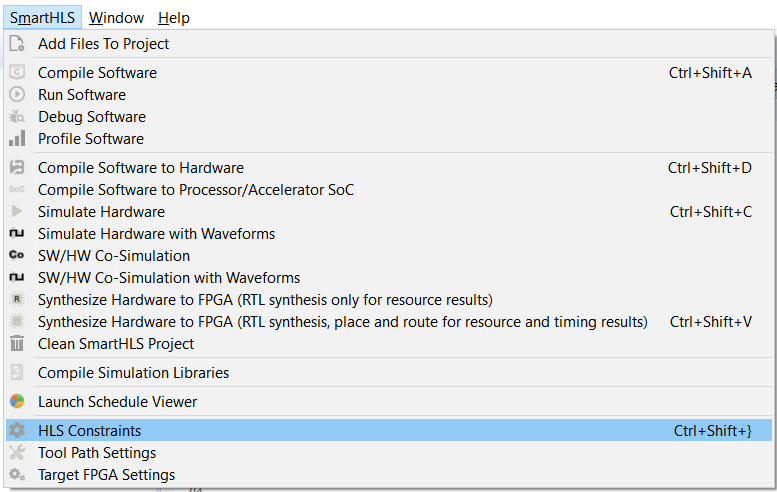 SmartHLS Window Help
Add Files To Project
Compile Software Ctrl+Shift+A
Run Software
Debug Software
Profile Software
Compile Software to Hardware Ctrl+Shift+D
SoC Compile Software to Processor/Accelerator SoC
Simulate Hardware Ctrl+Shift+C
Simulate Hardware with Waveforms
Co SW/HW Co-Simulation
SW/HW Co-Simulation with Waveforms
R Synthesize Hardware to FPGA (RTL synthesis only for resource results)
Synthesize Hardware to FPGA (RTL synthesis, place and route for resource and timing results) Ctrl+Shift+V
Clean SmartHLS Project
Compile Simulation Libraries
Launch Schedule Viewer
HLS Constraints Ctrl+Shift+}
Tool Path Settings
Target FPGA Settings